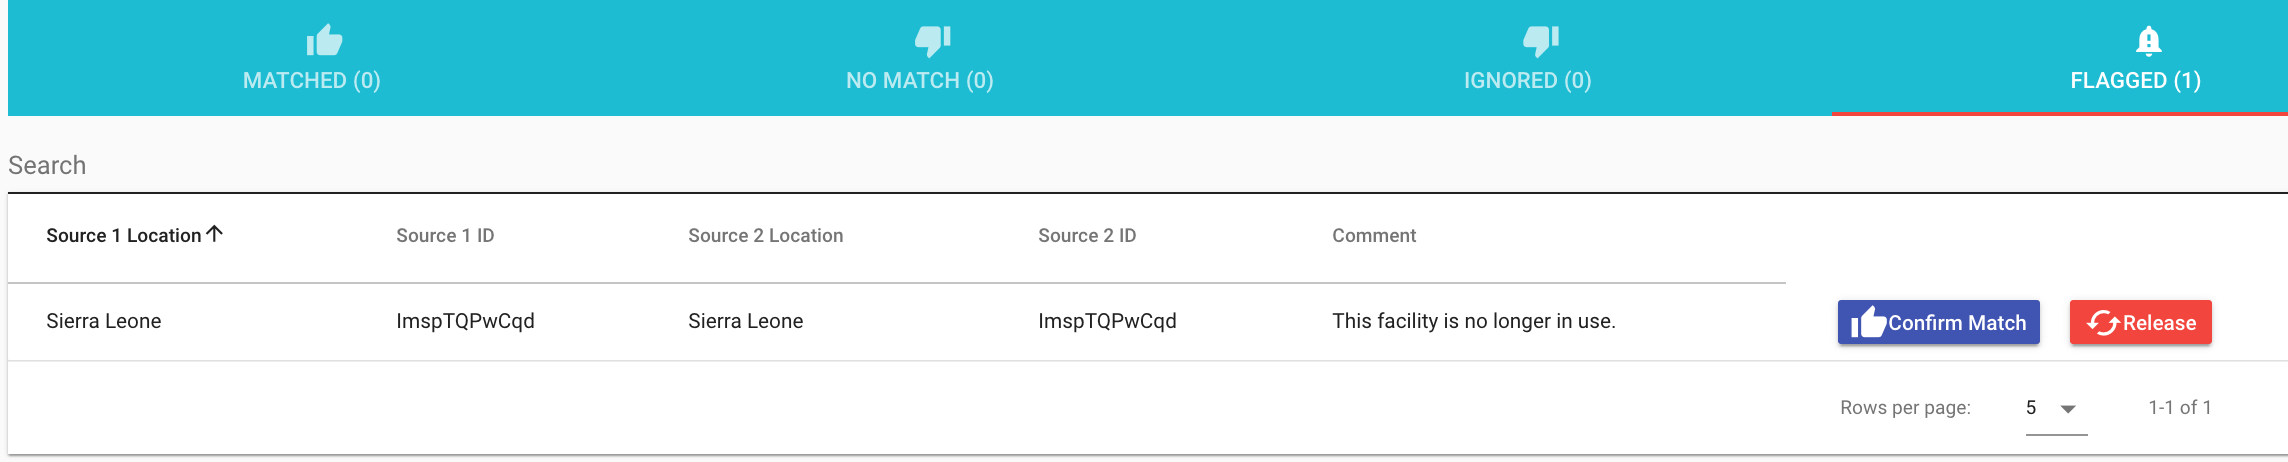 MATCHED (0) NO MATCH (0) IGNORED (0) FLAGGED (1)
Search
Source 1 Location Source 1 ID Source 2 Location Source 2 ID Comment
Sierra Leone ImspTQPwCqd Sierra Leone ImspTQPwCqd This facility is no longer in use. Confirm Match Release
Rows per page: 5 1-1 of 1